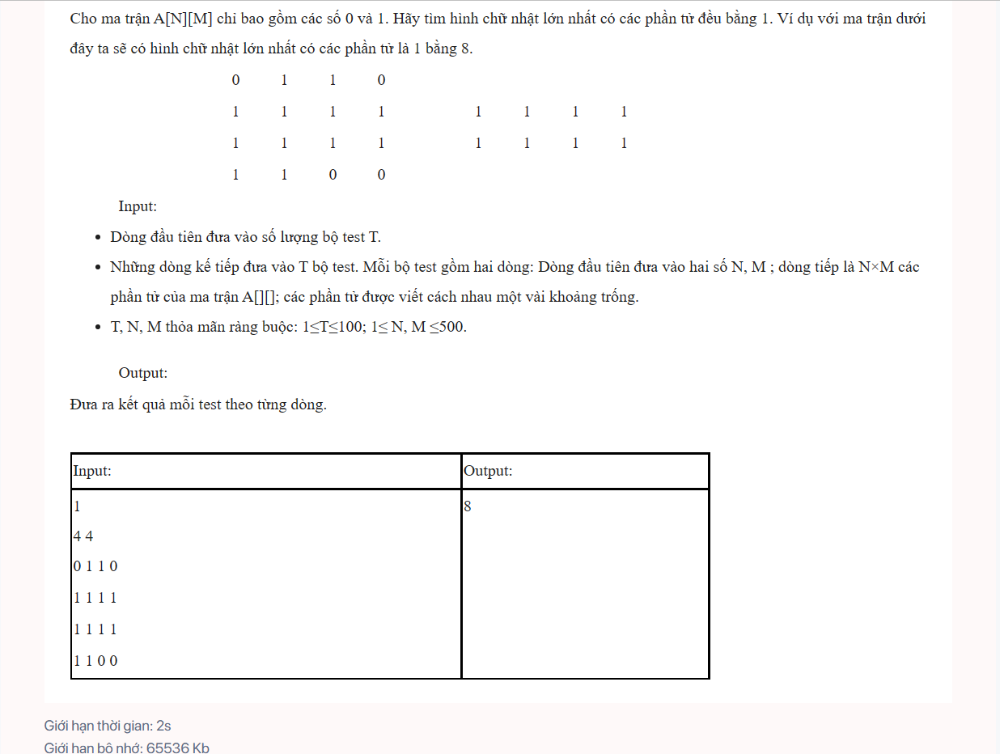 Cho ma trận A[N][M] chỉ bao gồm các số 0 và 1. Hãy tìm hình chữ nhật lớn nhất có các phần tử đều bằng 1. Ví dụ với ma trận dưới
đây ta sẽ có hình chữ nhật lớn nhất có các phần tử là 1 bằng 8.
0 1 1 0
1 1 1 1 1 1 1 1
1 1 1 1 1 1 1 1
1 1 0 0
Input:
• Dòng đầu tiên đưa vào số lượng bộ test T.
• Những dòng kế tiếp đưa vào T bộ test. Mỗi bộ test gồm hai dòng: Dòng đầu tiên đưa vào hai số N, M ; dòng tiếp là N×M các
phần tử của ma trận A[][]; các phần tử được viết cách nhau một vài khoảng trống.
• T, N, M thỏa mãn ràng buộc: 1≤T≤100; 1≤ N, M ≤500.
Output:
Đưa ra kết quả mỗi test theo từng dòng.
Input: Output:
1 8
4 4
0 1 1 0
1 1 1 1
1 1 1 1
1 1 0 0
Giới hạn thời gian: 2s
Giới hạn bộ nhớ: 65536 Kb